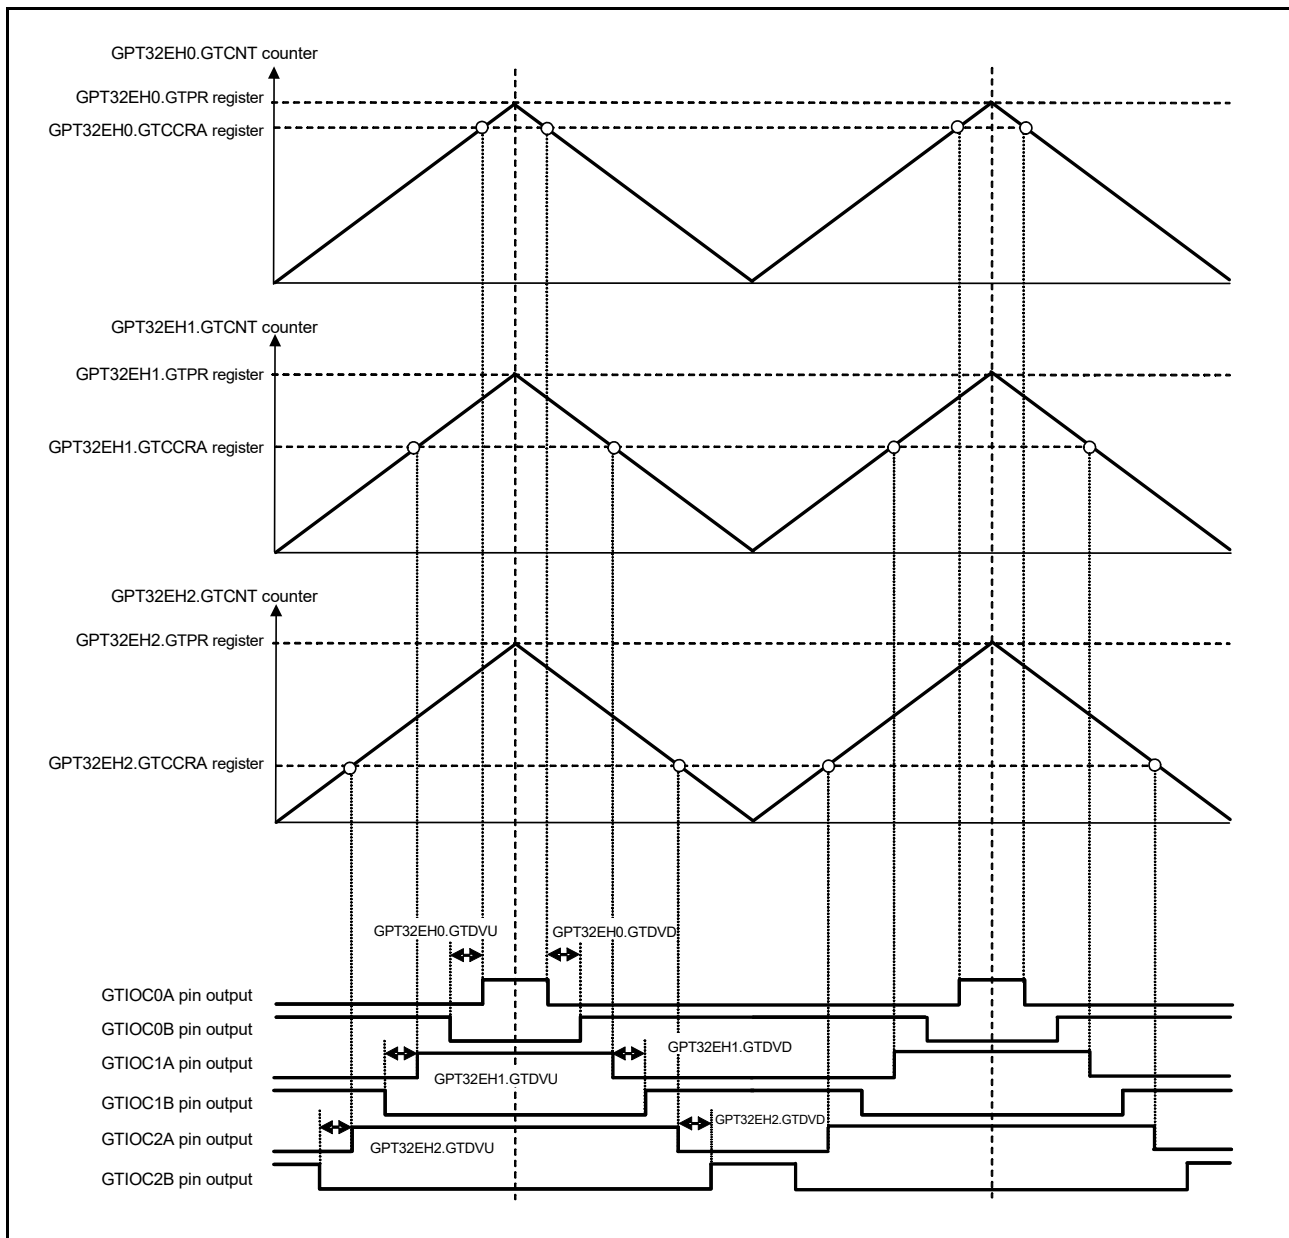 GPT32EH0.GTCNT counter
GPT32EH0.GTPR register
GPT32EH0.GTCCRA register
GPT32EH1.GTCNT counter
GPT32EH1.GTPR register
GPT32EH1.GTCCRA register
GPT32EH2.GTCNT counter
GPT32EH2.GTPR register
GPT32EH2.GTCCRA register
GPT32EH0.GTDVU
GPT32EH0.GTDVD
GTIOC0A pin output
GTIOC0B pin output
GPT32EH1.GTDVD
GTIOC1A pin output
GPT32EH1.GTDVU
GTIOC1B pin output
GPT32EH2.GTDVD
GTIOC2A pin output
GPT32EH2.GTDVU
GTIOC2B pin output